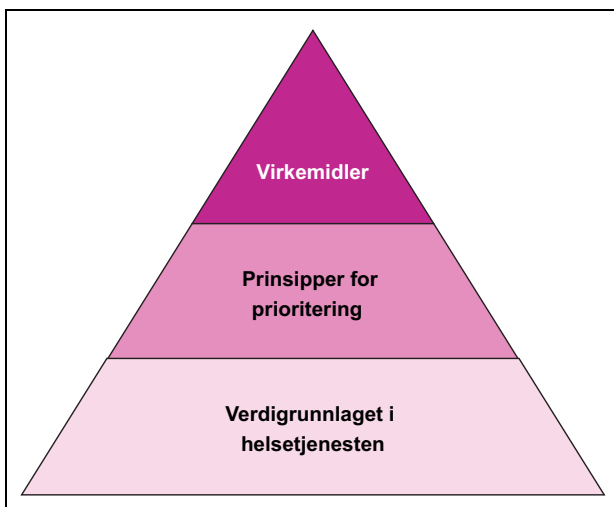 Virkemidler
Prinsipper for
prioritering
Verdigrunnlaget i
helsetjenesten